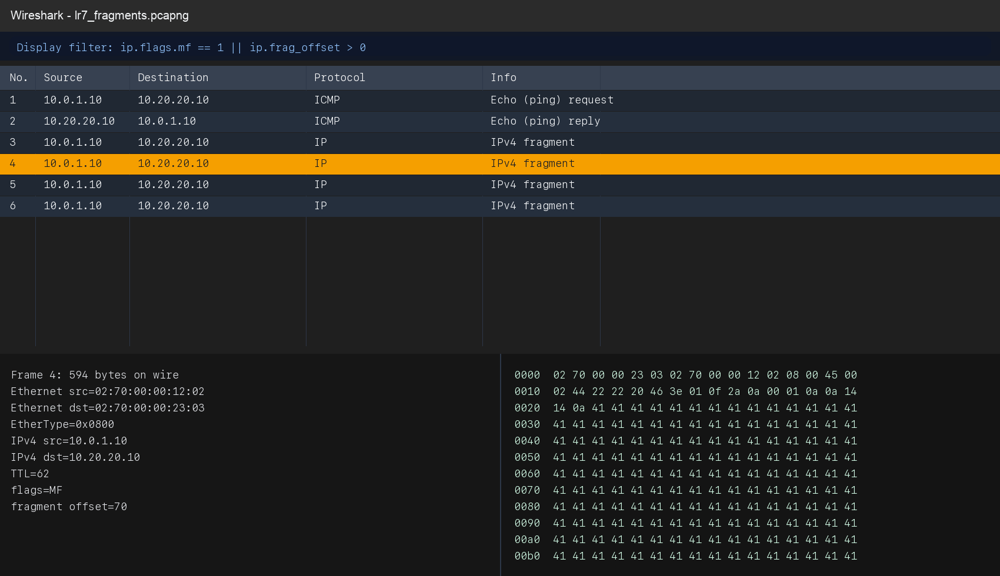 Wireshark - lr7_fragments.pcapng
Display filter: ip.flags.mf == 1 || ip.frag_offset > 0
No. Source Destination Protocol Info
1 10.0.1.10 10.20.20.10 ICMP Echo (ping) request
2 10.20.20.10 10.0.1.10 ICMP Echo (ping) reply
3 10.0.1.10 10.20.20.10 IP IPv4 fragment
4 10.0.1.10 10.20.20.10 IP IPv4 fragment
5 10.0.1.10 10.20.20.10 IP IPv4 fragment
6 10.0.1.10 10.20.20.10 IP IPv4 fragment
Frame 4: 594 bytes on wire
Ethernet src=02:70:00:00:12:02
Ethernet dst=02:70:00:00:23:03
EtherType=0x0800
IPv4 src=10.0.1.10
IPv4 dst=10.20.20.10
TTL=62
flags=MF
fragment offset=70
0000 02 70 00 00 23 03 02 70 00 00 12 02 08 00 45 00
0010 02 44 22 22 20 46 3e 01 0f 2a 0a 00 01 0a 0a 14
0020 14 0a 41 41 41 41 41 41 41 41 41 41 41 41 41 41
0030 41 41 41 41 41 41 41 41 41 41 41 41 41 41 41 41
0040 41 41 41 41 41 41 41 41 41 41 41 41 41 41 41 41
0050 41 41 41 41 41 41 41 41 41 41 41 41 41 41 41 41
0060 41 41 41 41 41 41 41 41 41 41 41 41 41 41 41 41
0070 41 41 41 41 41 41 41 41 41 41 41 41 41 41 41 41
0080 41 41 41 41 41 41 41 41 41 41 41 41 41 41 41 41
0090 41 41 41 41 41 41 41 41 41 41 41 41 41 41 41 41
00a0 41 41 41 41 41 41 41 41 41 41 41 41 41 41 41 41
00b0 41 41 41 41 41 41 41 41 41 41 41 41 41 41 41 41